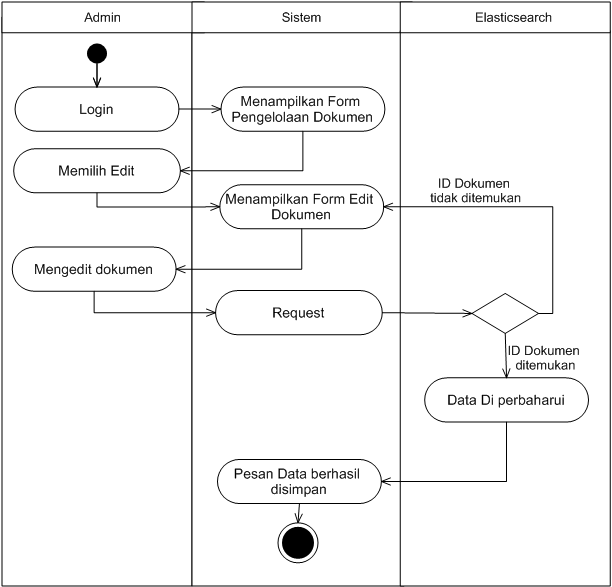 Admin
Sistem
Elasticsearch
Login
Menampilkan Form
Pengelolaan Dokumen
Memilih Edit
Menampilkan Form Edit
Dokumen
ID Dokumen
tidak ditemukan
Mengedit dokumen
Request
ID Dokumen
ditemukan
Data Di perbaharui
Pesan Data berhasil
disimpan